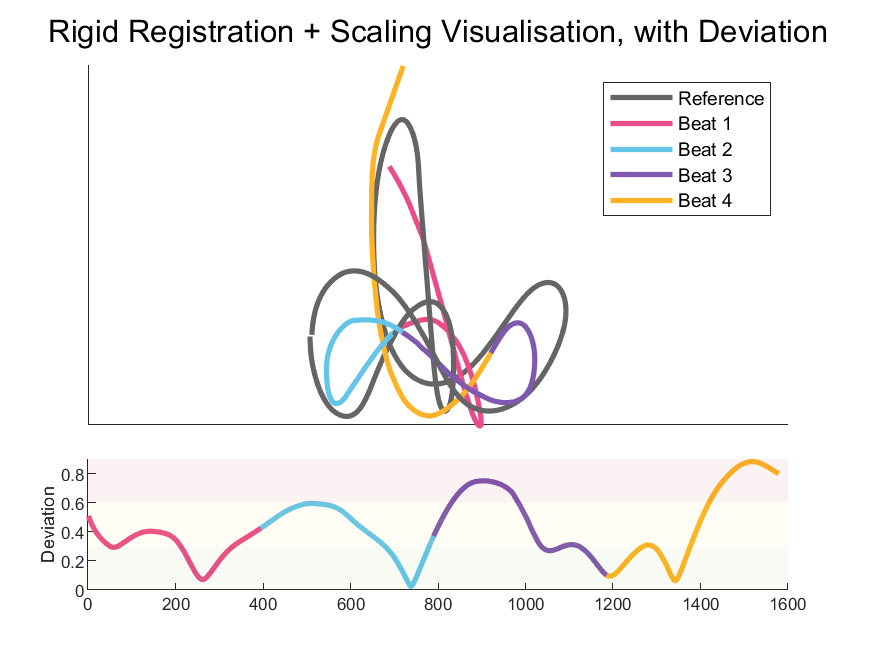 Rigid Registration + Scaling Visualisation, with Deviation
Reference
Beat 1
Beat 2
Beat 3
Beat 4
Deviation
0.8
0.6
0.4
0.2
0
0 200 400 600 800 1000 1200 1400 1600